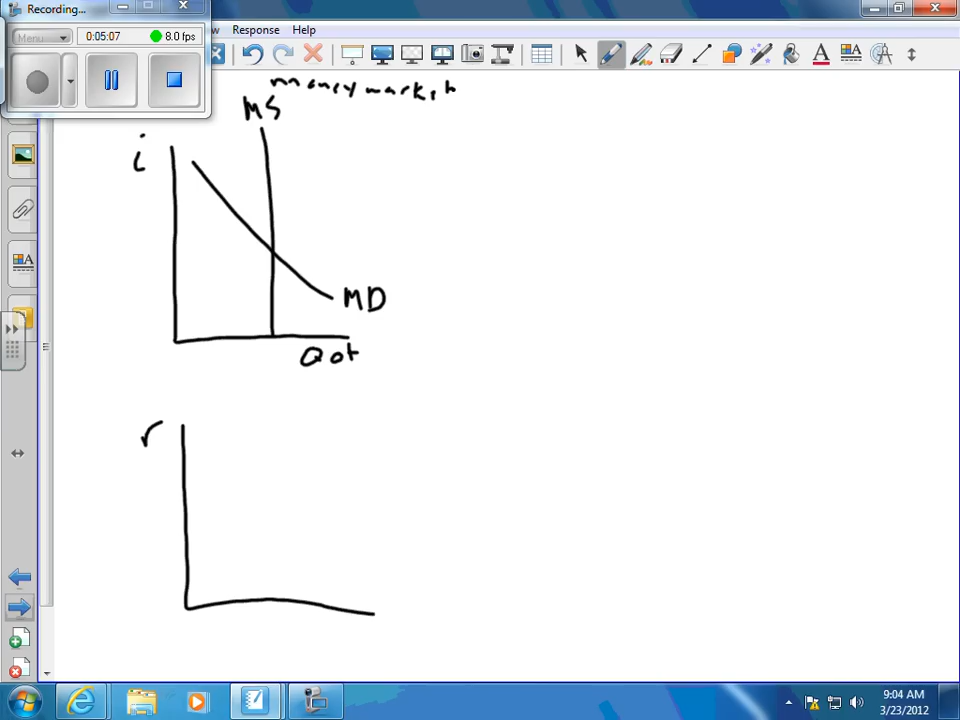 Recording...
Menu
0:05:07
8.0 fps
w Response Help
money market
MS
i
MD
Q of
r
9:04 AM
3/23/2012